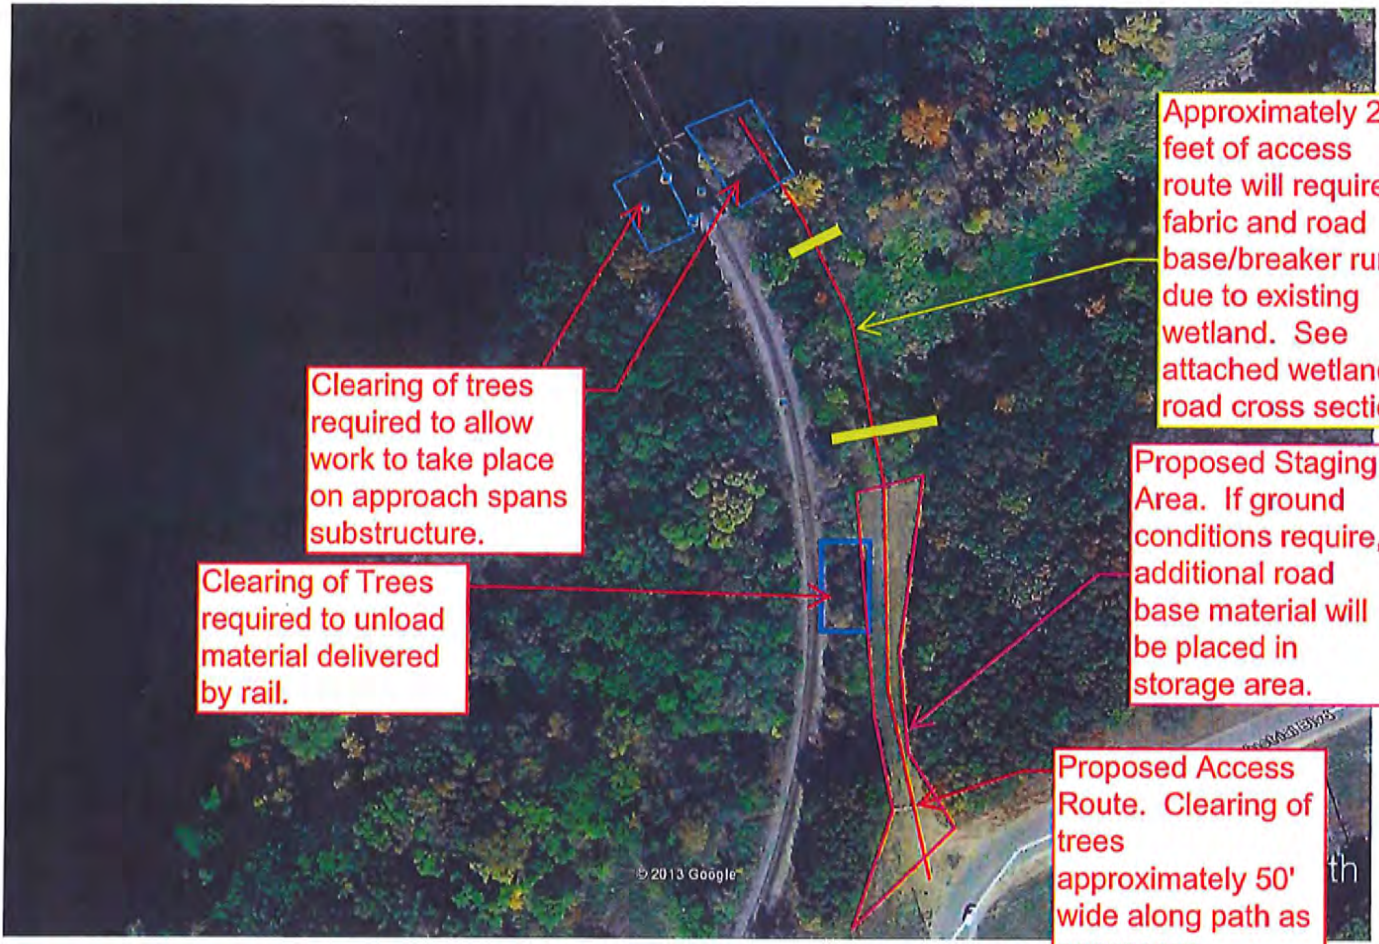 Approximately 2
feet of access
route will require
fabric and road
base/breaker run
due to existing
wetland. See
attached wetland
road cross section
Clearing of trees
required to allow
work to take place
on approach spans
substructure.
Proposed Staging
Area. If ground
conditions require,
additional road
base material will
be placed in
storage area.
Clearing of Trees
required to unload
material delivered
by rail.
Proposed Access
Route. Clearing of
trees
approximately 50'
wide along path as
© 2013 Google
th